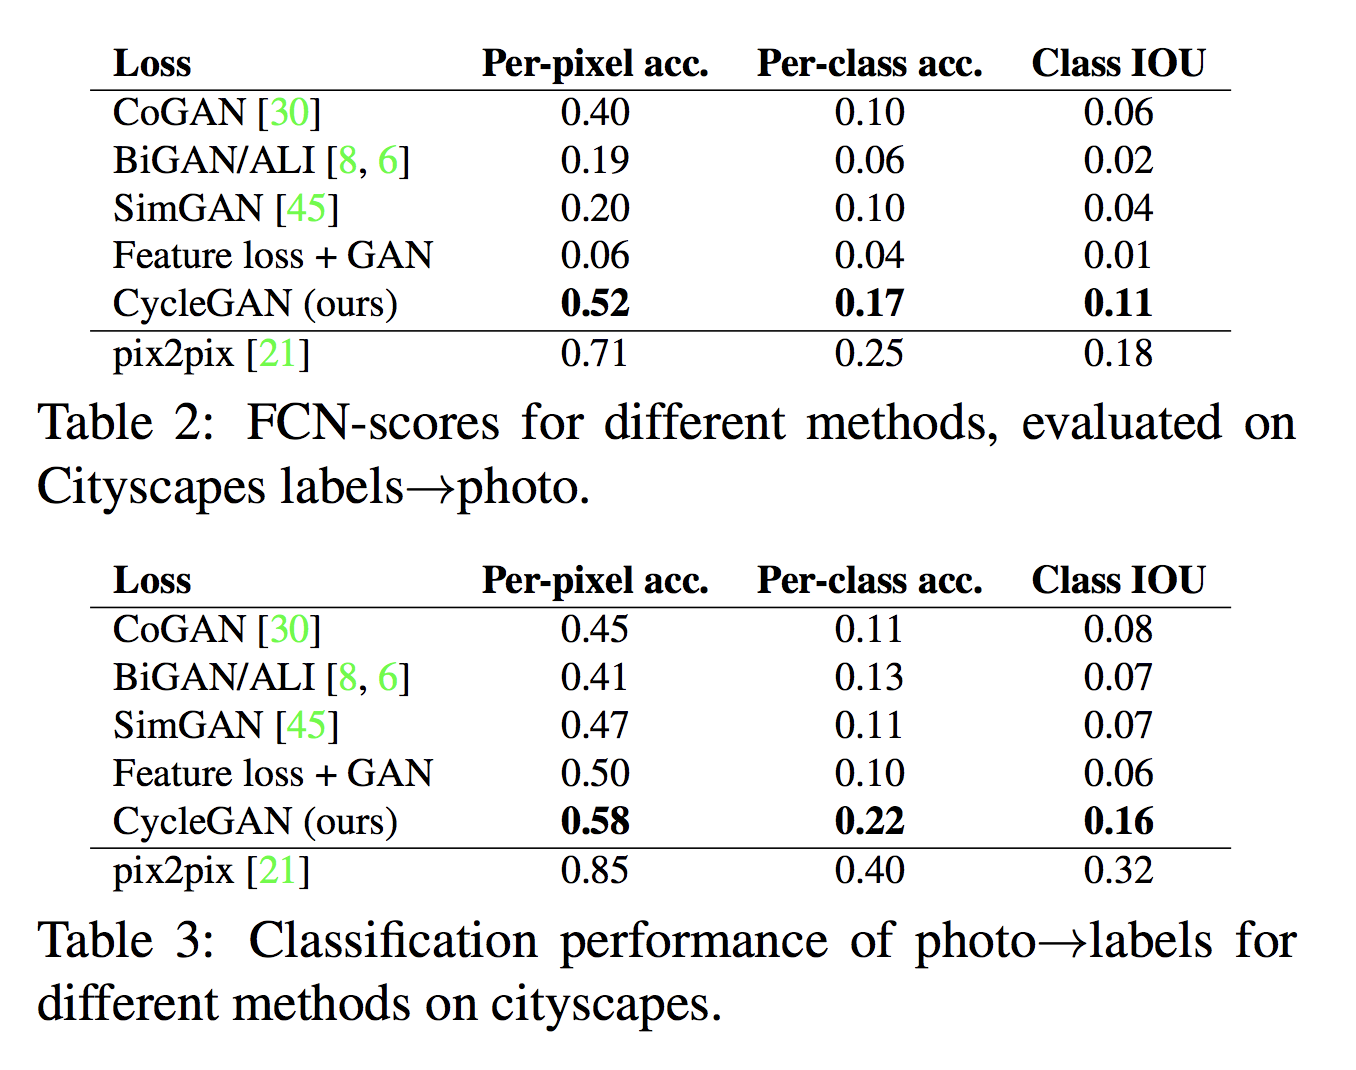 Loss Per-pixel acc. Per-class acc. Class IOU
CoGAN [30] 0.40 0.10 0.06
BiGAN/ALI [8, 6] 0.19 0.06 0.02
SimGAN [45] 0.20 0.10 0.04
Feature loss + GAN 0.06 0.04 0.01
CycleGAN (ours) 0.52 0.17 0.11
pix2pix [21] 0.71 0.25 0.18
Table 2: FCN-scores for different methods, evaluated on
Cityscapes labels→photo.
Loss Per-pixel acc. Per-class acc. Class IOU
CoGAN [30] 0.45 0.11 0.08
BiGAN/ALI [8, 6] 0.41 0.13 0.07
SimGAN [45] 0.47 0.11 0.07
Feature loss + GAN 0.50 0.10 0.06
CycleGAN (ours) 0.58 0.22 0.16
pix2pix [21] 0.85 0.40 0.32
Table 3: Classification performance of photo→labels for
different methods on cityscapes.